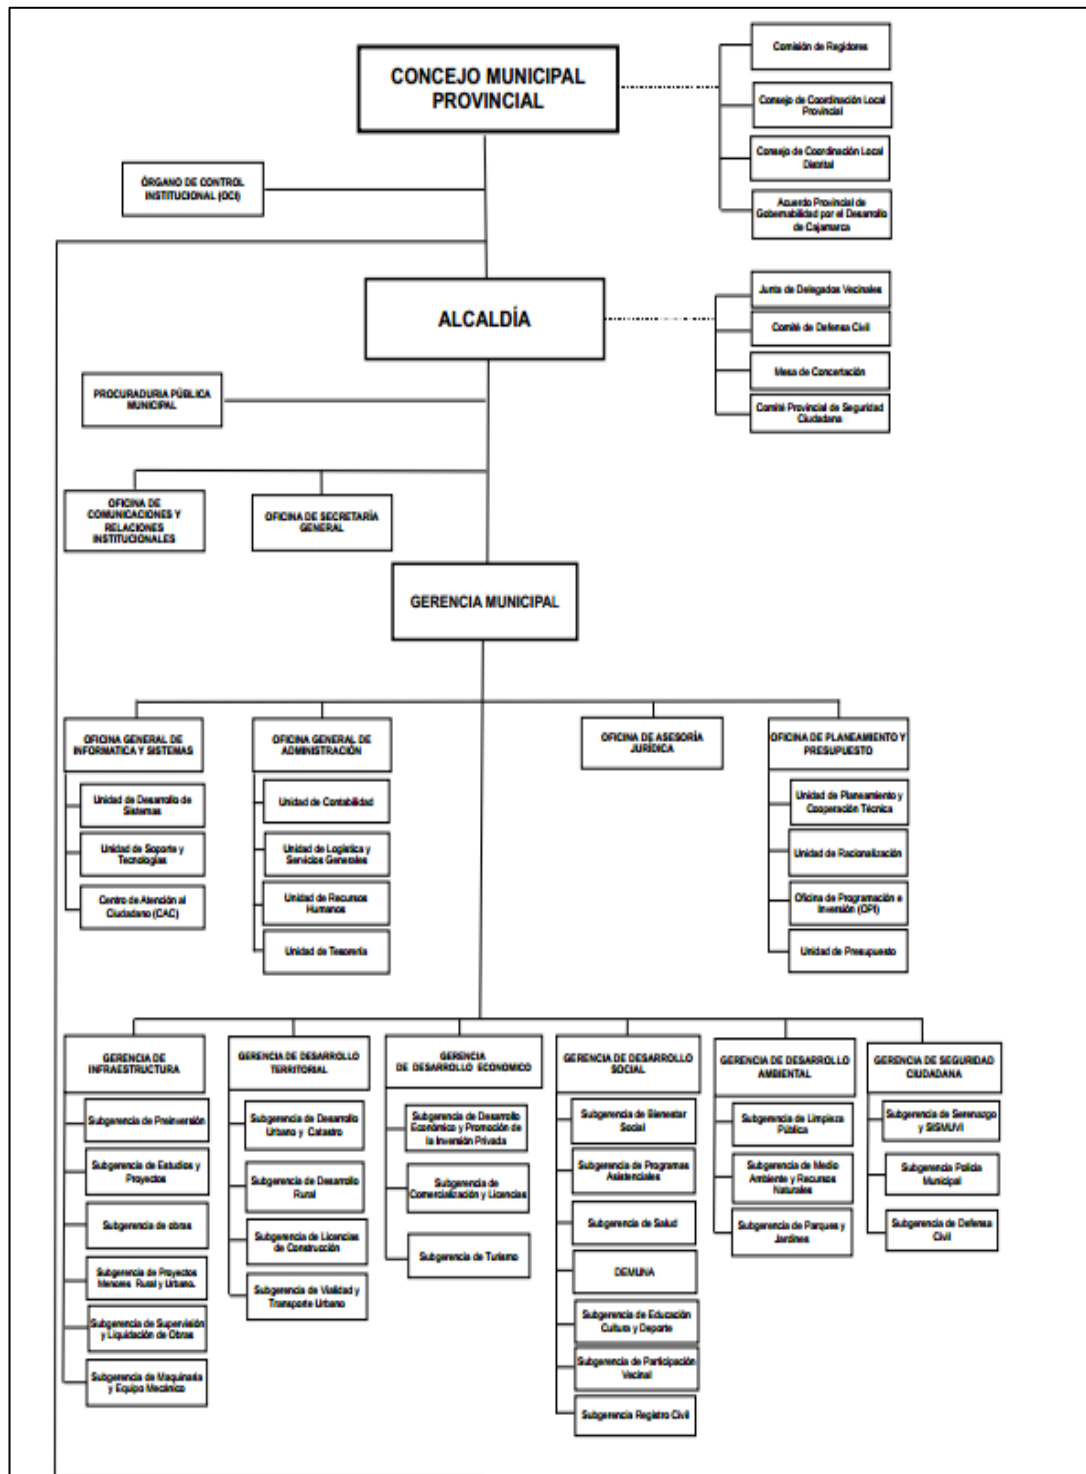 CONCEJO MUNICIPAL
PROVINCIAL
Comisión de Regidores
Consejo de Coordinación Local
Provincial
Consejo de Coordinación Local
Distrital
Acuerdo Provincial de
Gobernabilidad por el Desarrollo
de Cajamarca
ÓRGANO DE CONTROL
INSTITUCIONAL (OCI)
ALCALDÍA
Junta de Delegados Vecinales
Comité de Defensa Civil
Mesa de Concertación
Comité Provincial de Seguridad
Ciudadana
PROCURADURIA PÚBLICA
MUNICIPAL
OFICINA DE
COMUNICACIONES Y
RELACIONES
INSTITUCIONALES
OFICINA DE SECRETARÍA
GENERAL
GERENCIA MUNICIPAL
OFICINA GENERAL DE
INFORMATICA Y SISTEMAS
Unidad de Desarrollo de
Sistemas
Unidad de Soporte y
Tecnologías
Centro de Atención al
Ciudadano (CAC)
OFICINA GENERAL DE
ADMINISTRACIÓN
Unidad de Contabilidad
Unidad de Logística y
Servicios Generales
Unidad de Recursos
Humanos
Unidad de Tesorería
OFICINA DE ASESORÍA
JURÍDICA
OFICINA DE PLANEAMIENTO Y
PRESUPUESTO
Unidad de Planeamiento y
Cooperación Técnica
Unidad de Racionalización
Oficina de Programación e
Inversión (OPI)
Unidad de Presupuesto
GERENCIA DE
INFRAESTRUCTURA
Subgerencia de Preinversión
Subgerencia de Estudios y
Proyectos
Subgerencia de obras
Subgerencia de Proyectos
Menores Rural y Urbano.
Subgerencia de Supervisión
y Liquidación de Obras
Subgerencia de Maquinaria
y Equipo Mecánico
GERENCIA DE DESARROLLO
TERRITORIAL
Subgerencia de Desarrollo
Urbano y Catastro
Subgerencia de Desarrollo
Rural
Subgerencia de Licencias
de Construcción
Subgerencia de Vialidad y
Transporte Urbano
GERENCIA
DE DESARROLLO ECONOMICO
Subgerencia de Desarrollo
Económico y Promoción de
la Inversión Privada
Subgerencia de
Comercialización y Licencias
Subgerencia de Turismo
GERENCIA DE DESARROLLO
SOCIAL
Subgerencia de Bienestar
Social
Subgerencia de Programas
Asistenciales
Subgerencia de Salud
DEMUNA
Subgerencia de Educación
Cultura y Deporte
Subgerencia de Participación
Vecinal
Subgerencia Registro Civil
GERENCIA DE DESARROLLO
AMBIENTAL
Subgerencia de Limpieza
Pública
Subgerencia de Medio
Ambiente y Recursos
Naturales
Subgerencia de Parques y
Jardines
GERENCIA DE SEGURIDAD
CIUDADANA
Subgerencia de Serenazgo
y SISMUVI
Subgerencia Policía
Municipal
Subgerencia de Defensa
Civil